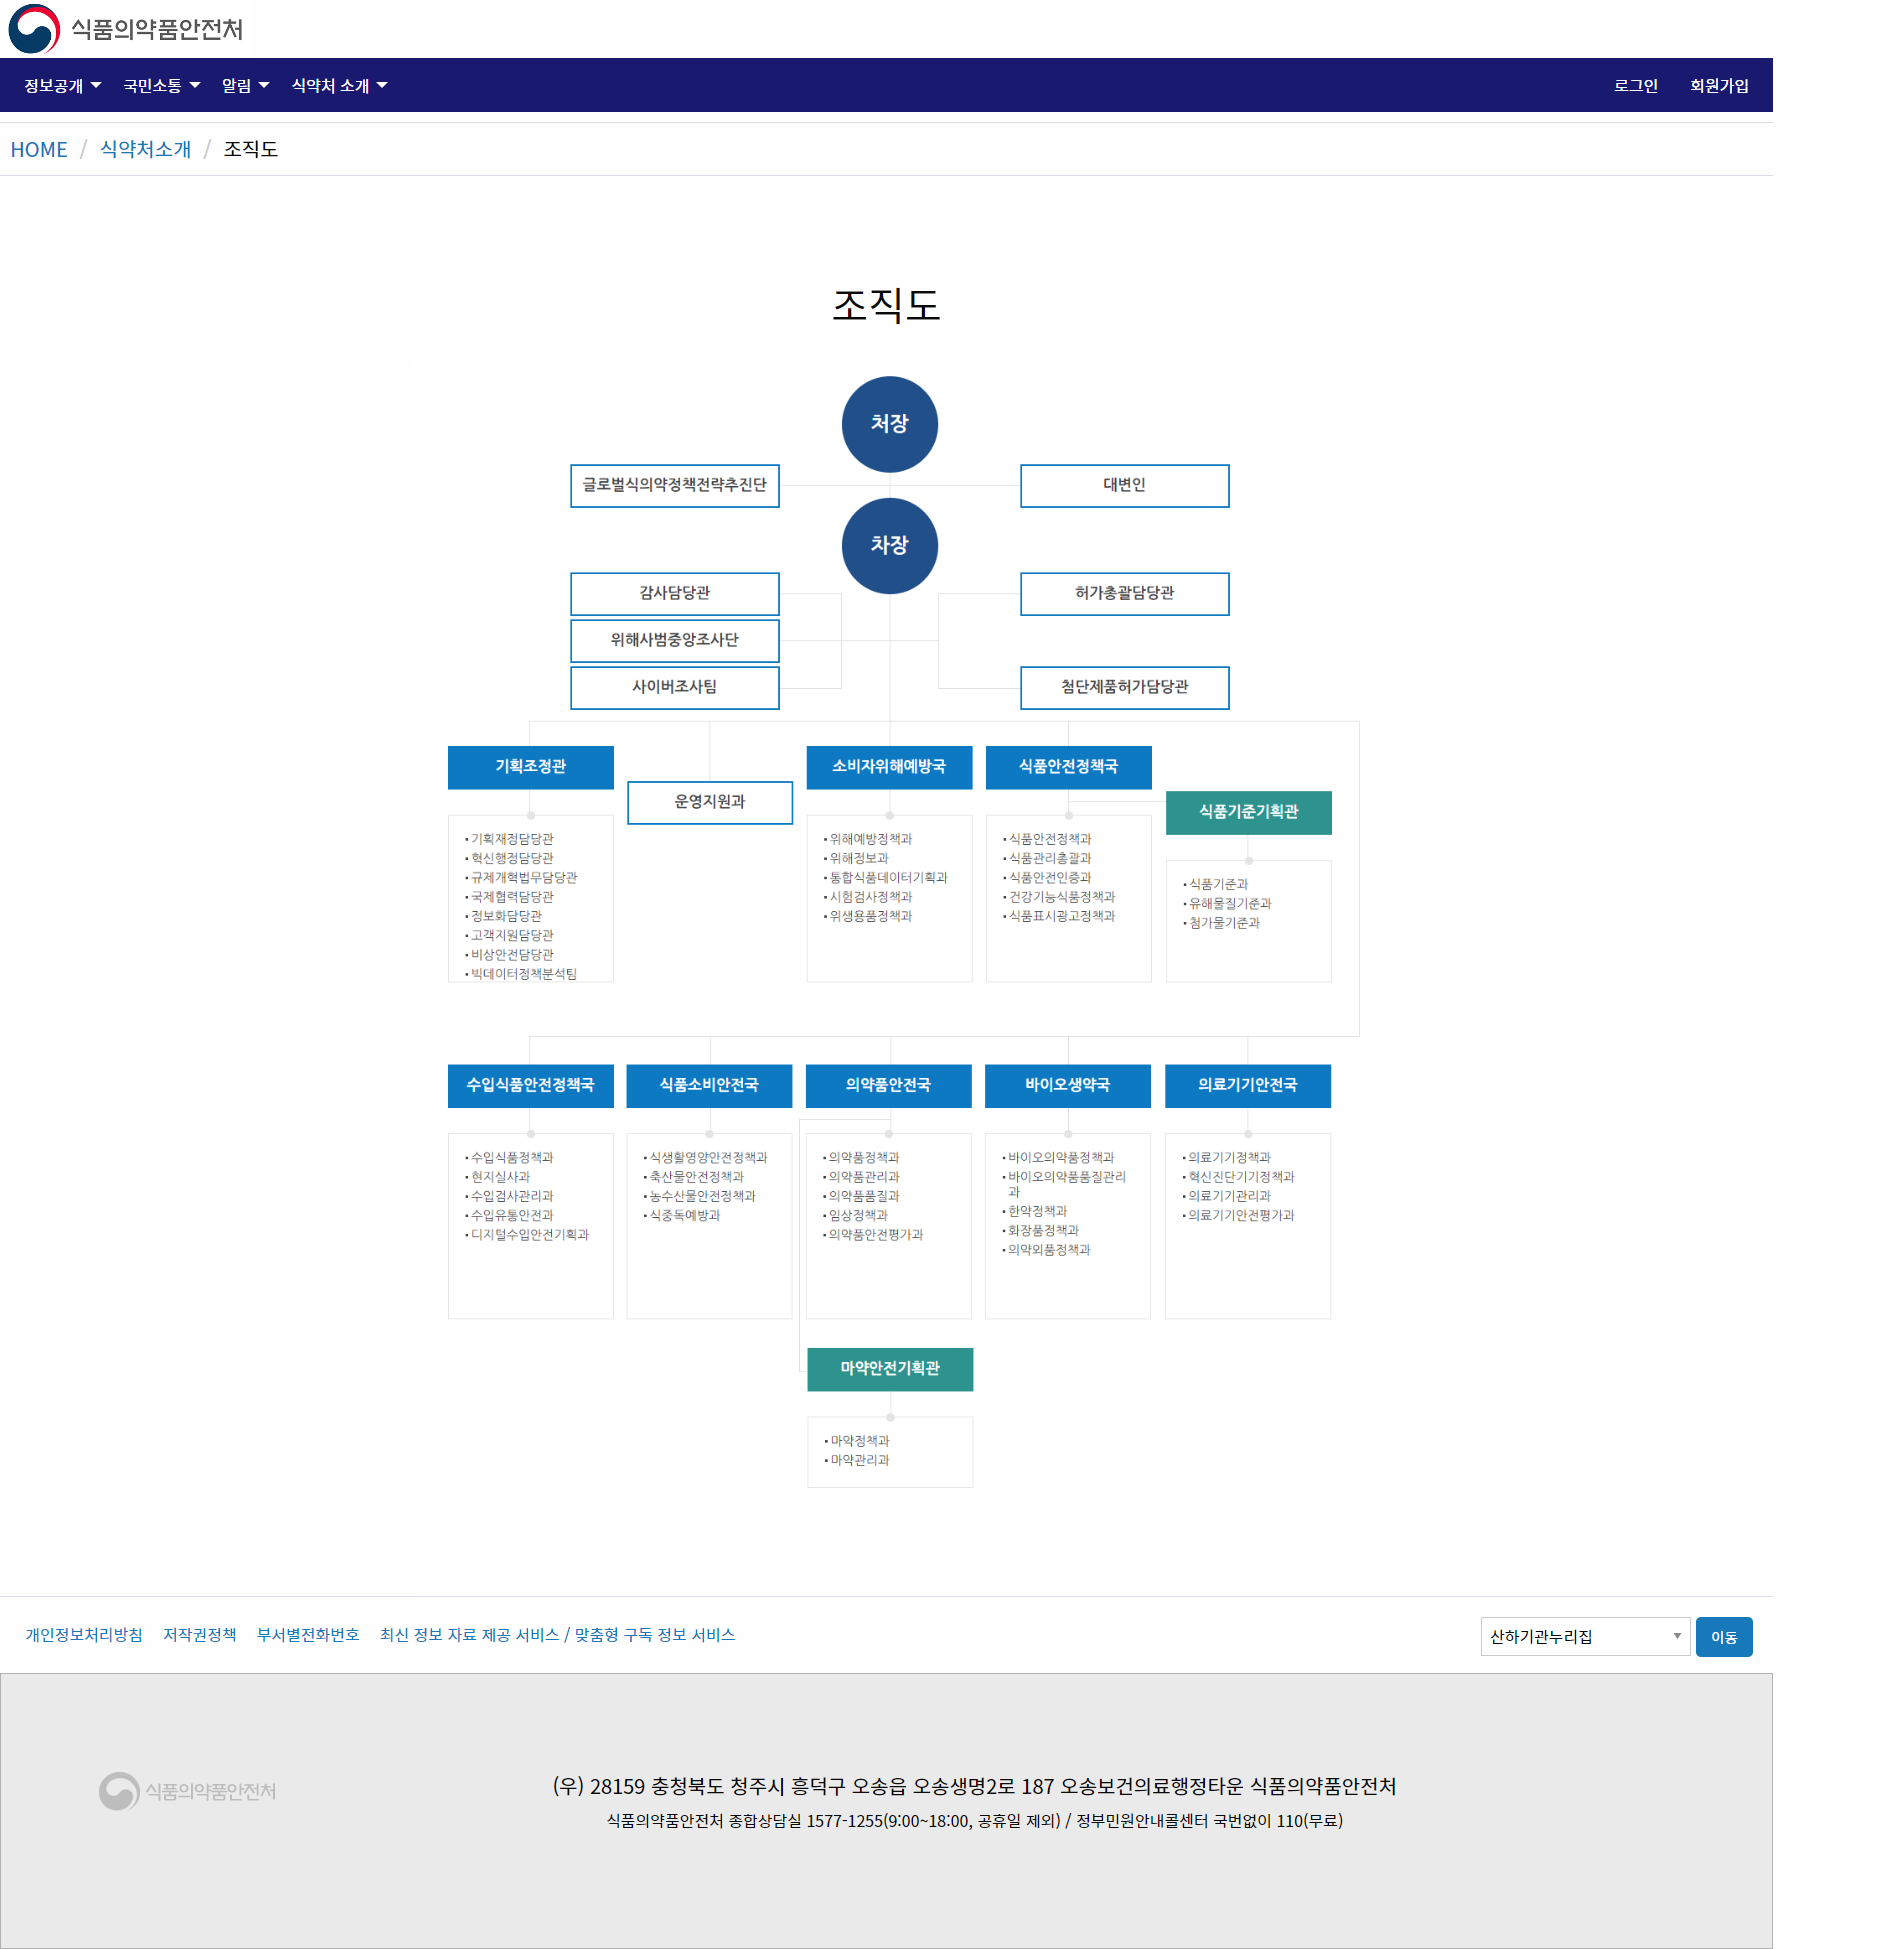 식품의약품안전처
정보공개 국민소통 알림 식약처 소개 로그인 회원가입
HOME / 식약처소개 / 조직도
조직도
처장
글로벌식의약정책전략추진단
대변인
차장
감사담당관
허가총괄담당관
위해사범중앙조사단
사이버조사팀
첨단제품허가담당관
기획조정관
기획재정담당관
혁신행정담당관
규제개혁법무담당관
국제협력담당관
정보화담당관
고객지원담당관
비상안전담당관
빅데이터정책분석팀
운영지원과
소비자위해예방국
위해예방정책과
위해정보과
통합식품데이터기획과
시험검사정책과
위생용품정책과
식품안전정책국
식품안전정책과
식품관리총괄과
식품안전인증과
건강기능식품정책과
식품표시광고정책과
식품기준기획관
식품기준과
유해물질기준과
첨가물기준과
수입식품안전정책국
수입식품정책과
현지실사과
수입검사관리과
수입유통안전과
디지털수입안전기획과
식품소비안전국
식생활영양안전정책과
축산물안전정책과
농수산물안전정책과
식중독예방과
의약품안전국
의약품정책과
의약품관리과
의약품품질과
임상정책과
의약품안전평가과
바이오생약국
바이오의약품정책과
바이오의약품품질관리
과
한약정책과
화장품정책과
의약외품정책과
의료기기안전국
의료기기정책과
혁신진단기기정책과
의료기기관리과
의료기기안전평가과
마약안전기획관
마약정책과
마약관리과
개인정보처리방침 저작권정책 부서별전화번호 최신 정보 자료 제공 서비스 / 맞춤형 구독 정보 서비스
산하기관누리집 이동
식품의약품안전처
(우) 28159 충청북도 청주시 흥덕구 오송읍 오송생명2로 187 오송보건의료행정타운 식품의약품안전처
식품의약품안전처 종합상담실 1577-1255(9:00~18:00, 공휴일 제외) / 정부민원안내콜센터 국번없이 110(무료)